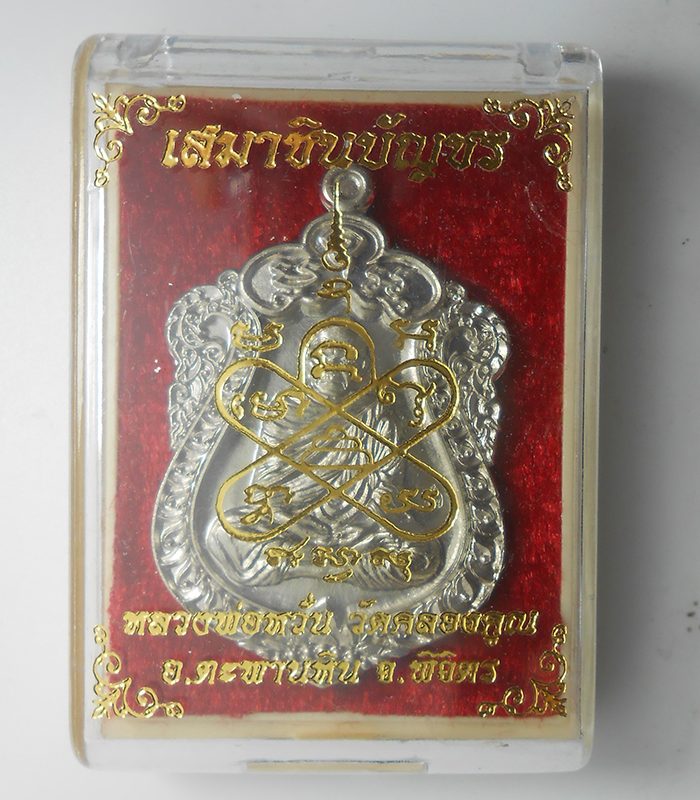 เสมาชินบัญชร
หลวงพ่อหวั่น วัดคลองคูณ
อ.ตะพานหิน จ.พิจิตร